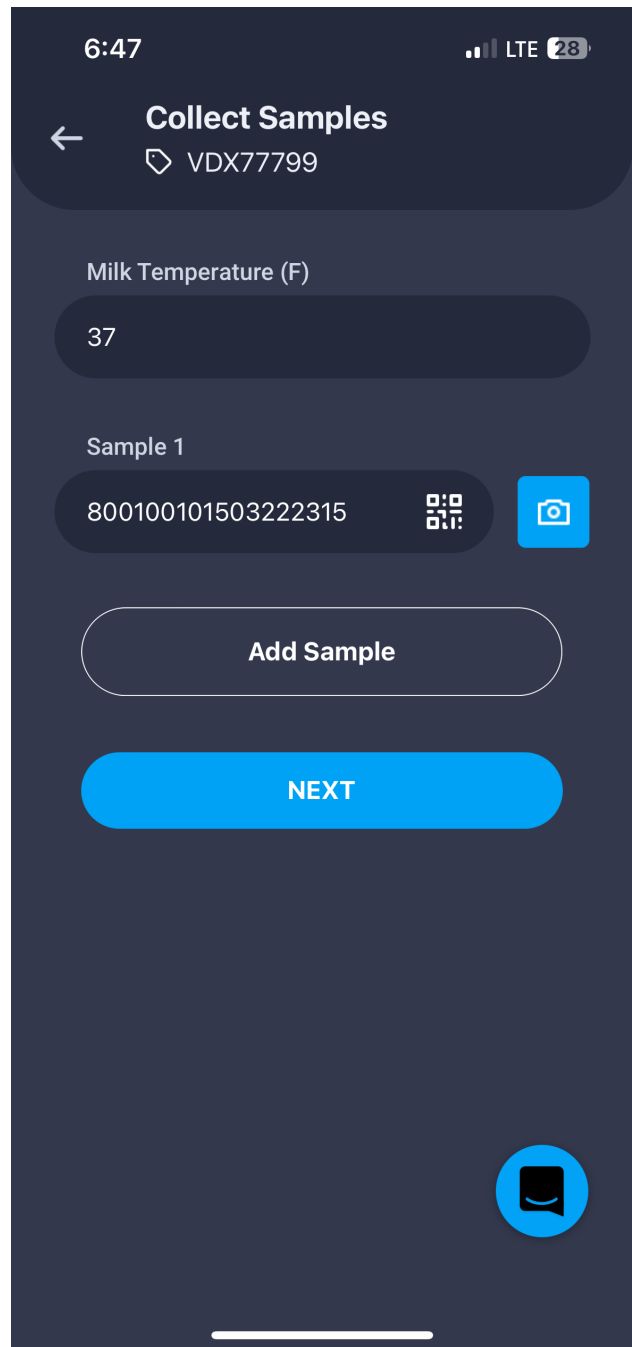 6:47 LTE 28
Collect Samples
VDX77799
Milk Temperature (F)
37
Sample 1
800100101503222315
Add Sample
NEXT